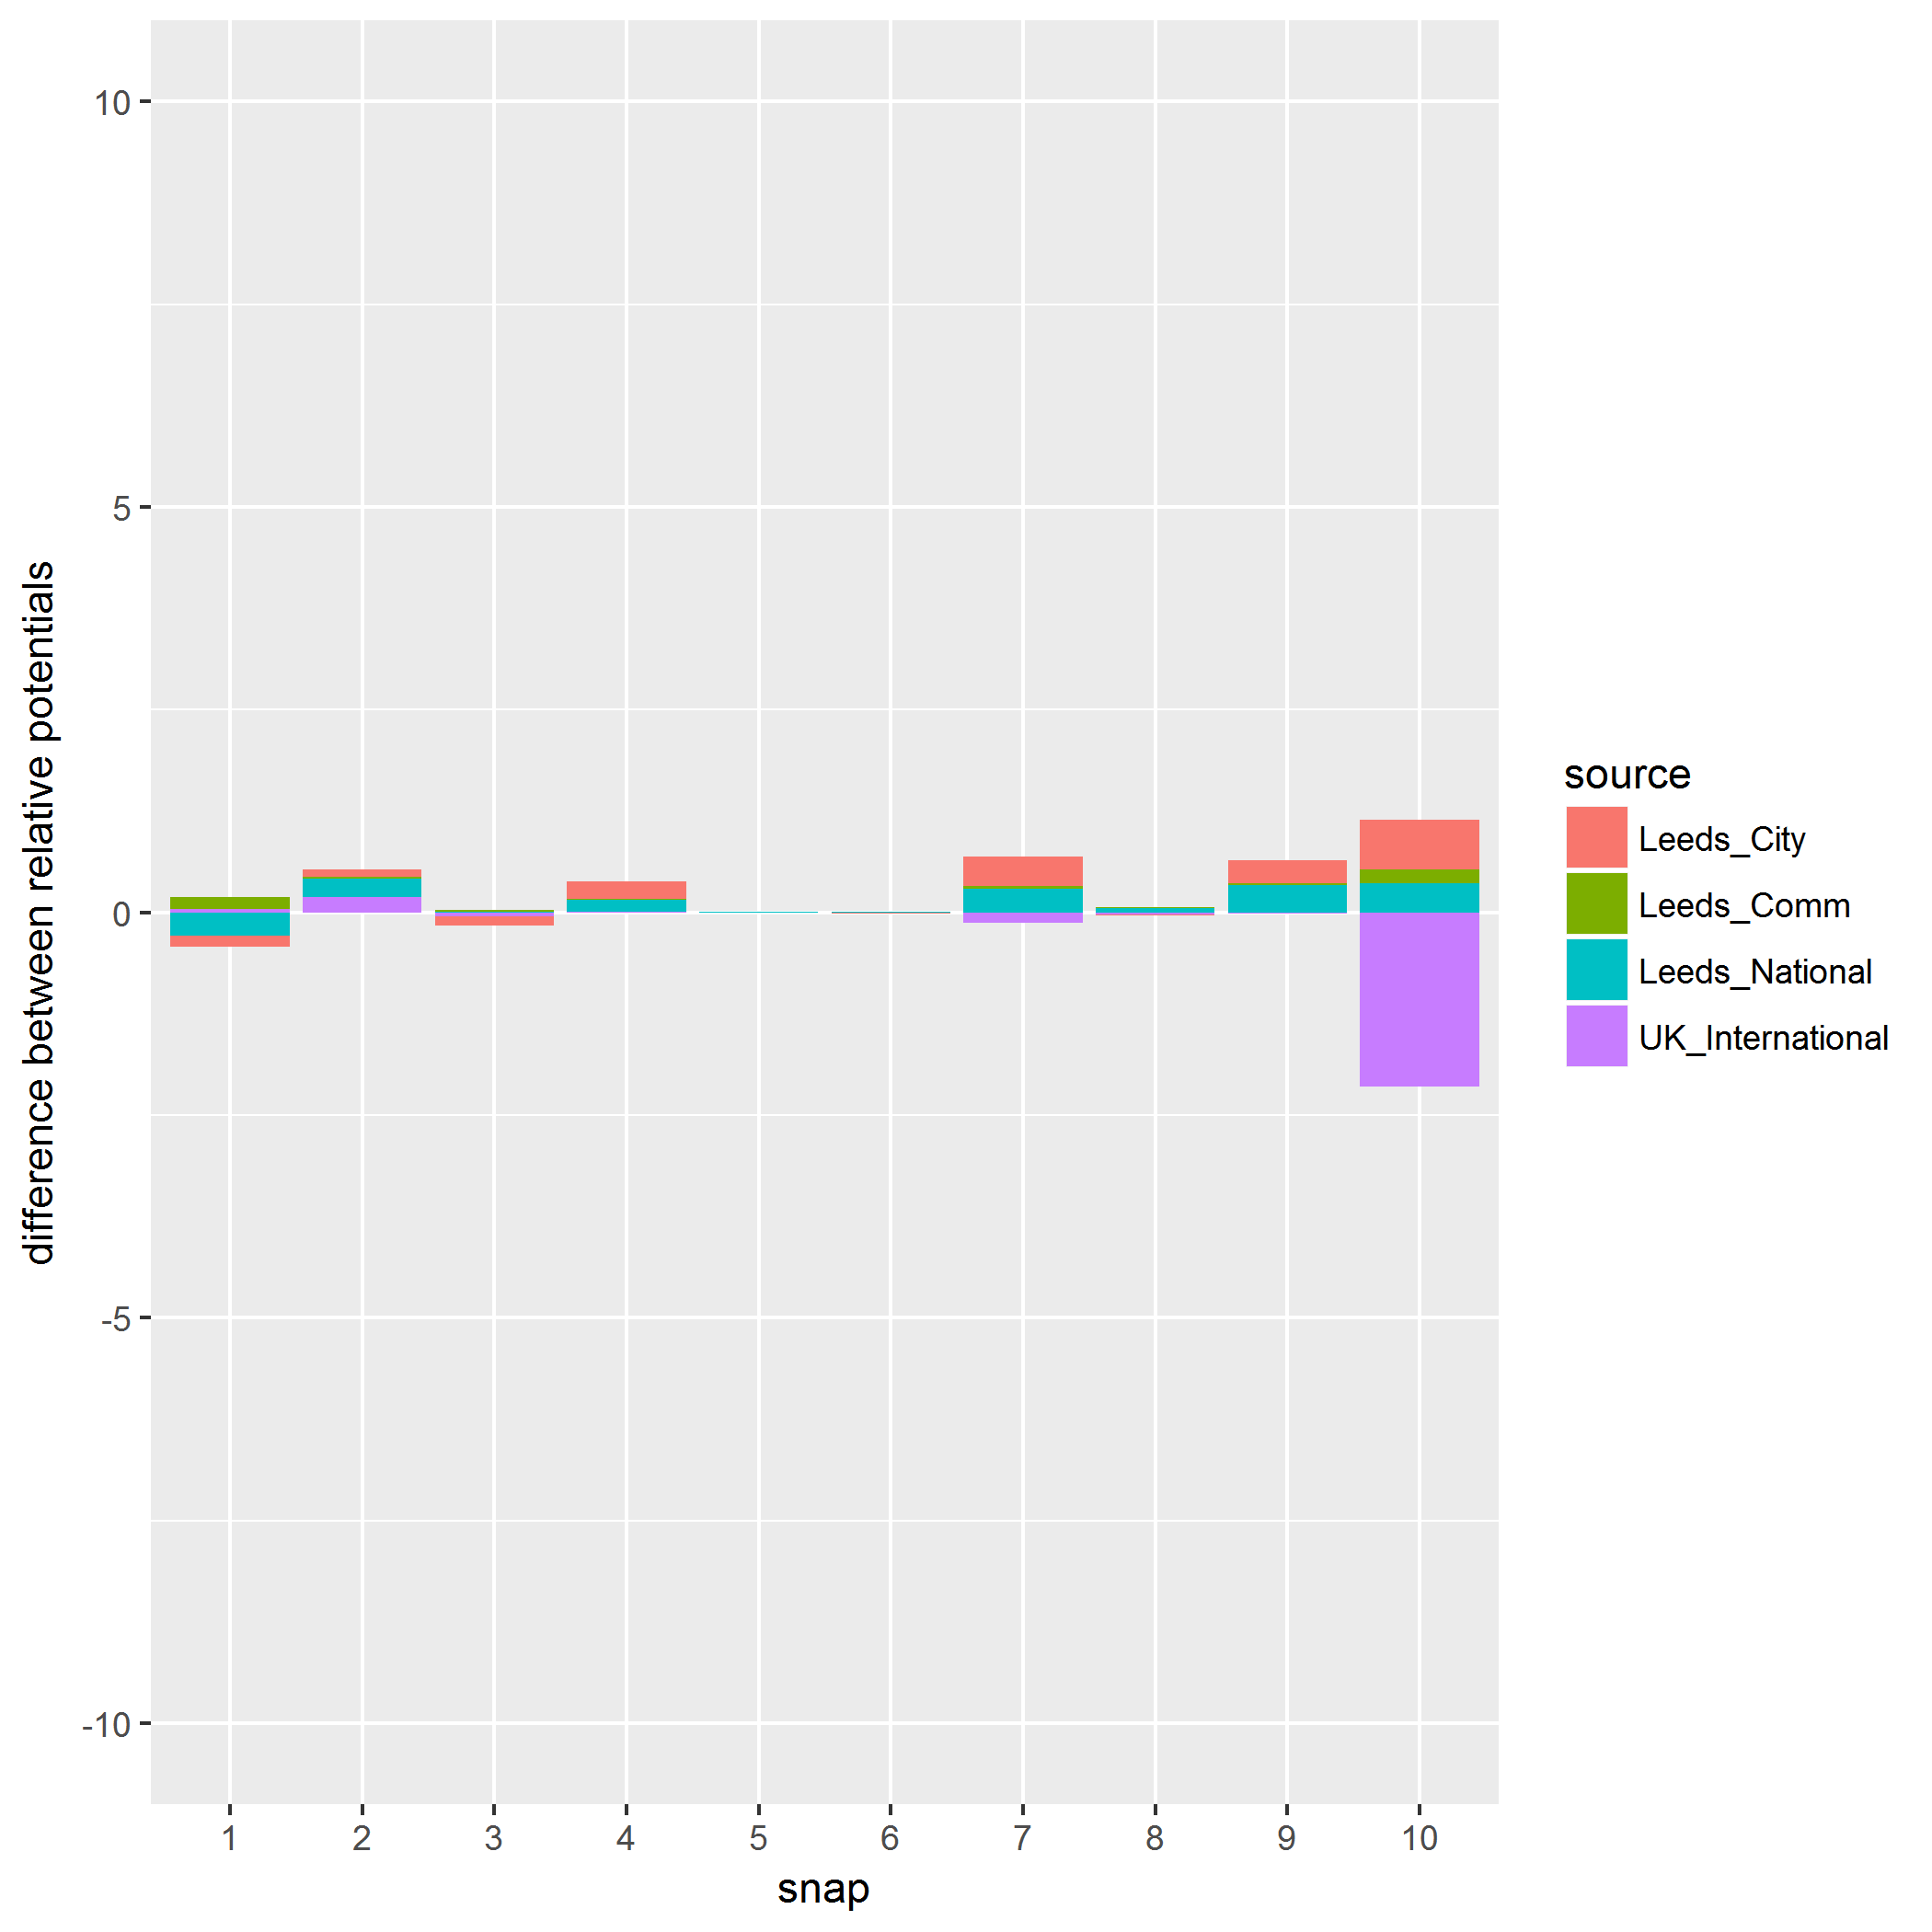 difference between relative potentials
10
5
0
-5
-10
1 2 3 4 5 6 7 8 9 10
snap
source
Leeds_City
Leeds_Comm
Leeds_National
UK_International